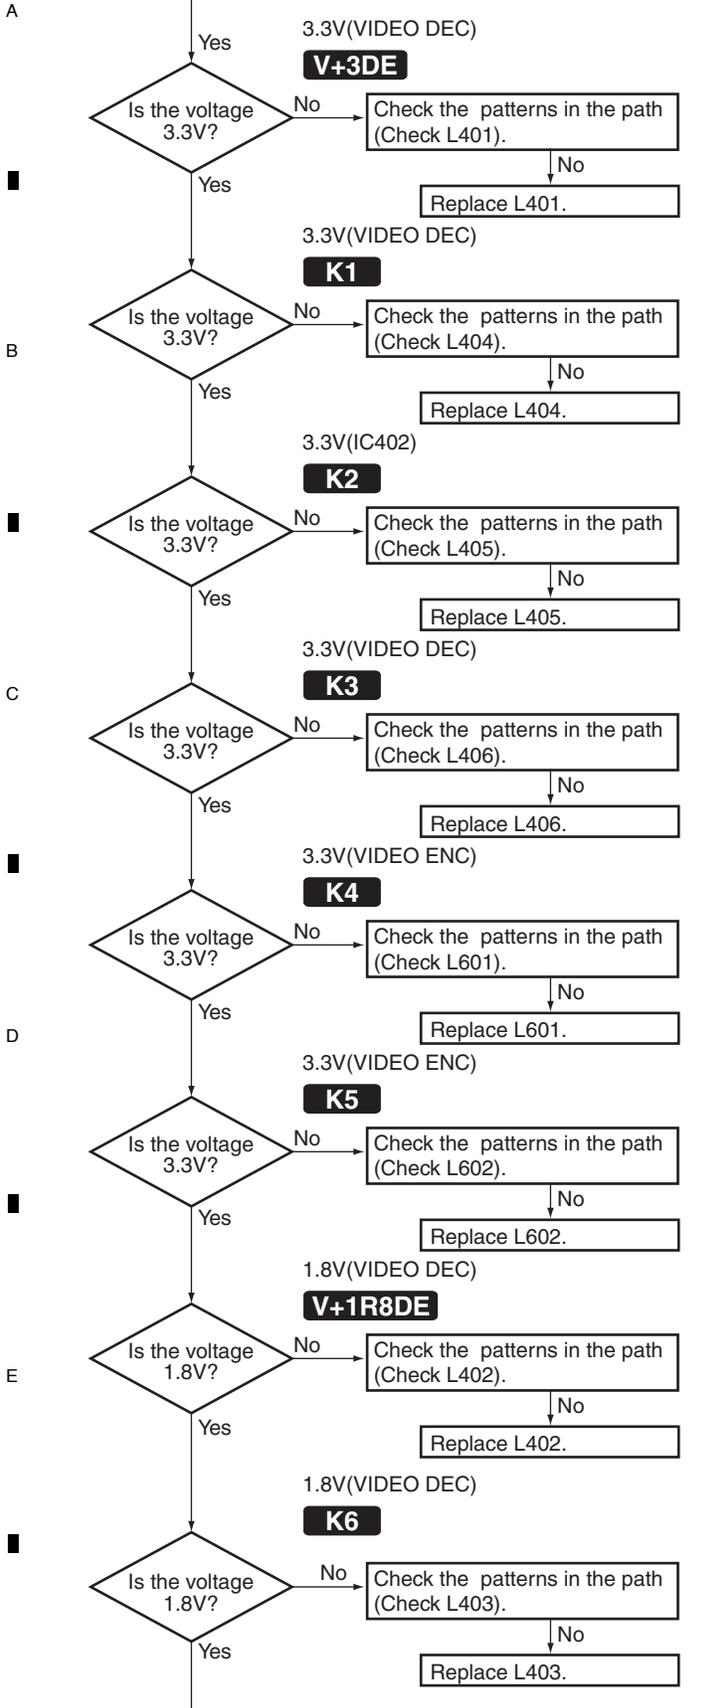 A
Yes
3.3V(VIDEO DEC)
V+3DE
Is the voltage
3.3V?
No
Check the  patterns in the path
(Check L401).
No
Replace L401.
Yes
3.3V(VIDEO DEC)
K1
Is the voltage
3.3V?
No
Check the  patterns in the path
(Check L404).
No
Replace L404.
B
Yes
3.3V(IC402)
K2
Is the voltage
3.3V?
No
Check the  patterns in the path
(Check L405).
No
Replace L405.
Yes
3.3V(VIDEO DEC)
K3
C
Is the voltage
3.3V?
No
Check the  patterns in the path
(Check L406).
No
Replace L406.
Yes
3.3V(VIDEO ENC)
K4
Is the voltage
3.3V?
No
Check the  patterns in the path
(Check L601).
No
Replace L601.
Yes
D
3.3V(VIDEO ENC)
K5
Is the voltage
3.3V?
No
Check the  patterns in the path
(Check L602).
No
Replace L602.
Yes
1.8V(VIDEO DEC)
V+1R8DE
Is the voltage
1.8V?
No
Check the  patterns in the path
(Check L402).
No
Replace L402.
E
Yes
1.8V(VIDEO DEC)
K6
Is the voltage
1.8V?
No
Check the  patterns in the path
(Check L403).
No
Replace L403.
Yes